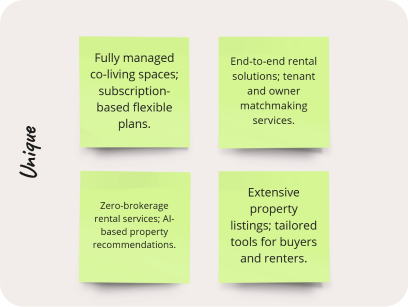 Unique
Fully managed
co-living spaces;
subscription-
based flexible
plans.
End-to-end rental
solutions; tenant
and owner
matchmaking
services.
Zero-brokerage
rental services; AI-
based property
recommendations.
Extensive
property
listings; tailored
tools for buyers
and renters.